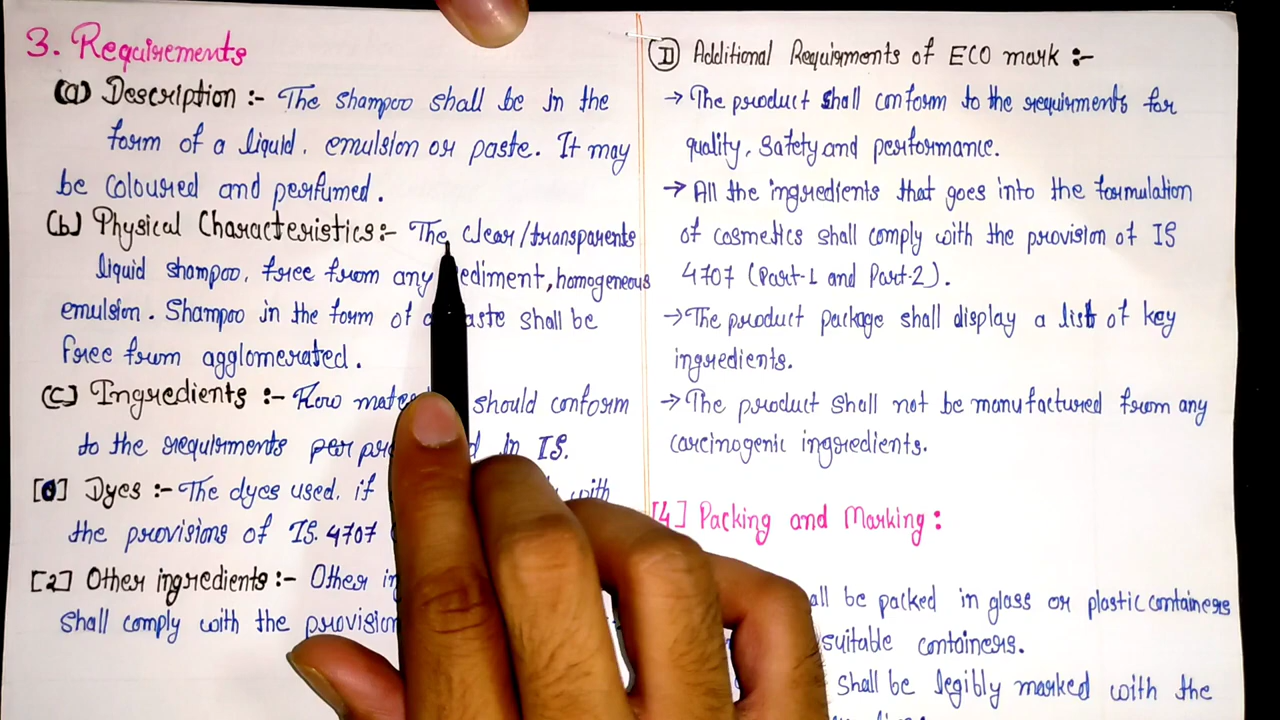 3. Requirements
(a) Description :- The shampoo shall be in the
form of a liquid, emulsion or paste. It may
be coloured and perfumed.
(b) Physical Characteristics:- The clear/transparents
liquid shampoo, free from any sediment, homogeneous
emulsion. Shampoo in the form of a paste shall be
free frum agglomerated.
(C) Ingredients :- should conform
to the requirments per in IS.
Dyes :- The dyes used, if with
the provisions of IS. 4707
[2] Other ingredients :- Other
Shall comply with the provision
(D) Additional Requirments of ECO mark :-
→ The product shall conform to the requirments for
quality, Safety and performance.
→ All the ingredients that goes into the formulation
of cosmetics shall comply with the provision of IS
4707 (Part-1 and Part-2).
→ The product package shall display a list of key
ingredients.
→ The product shall not be manufactured from any
carcinogenic ingredients.
[4] Packing and Marking :
be packed in glass or plastic containers
suitable containers.
shall be legibly marked with the